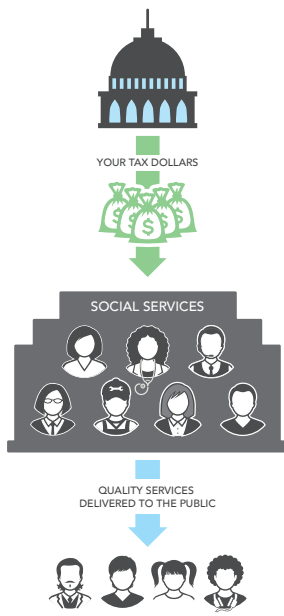 YOUR TAX DOLLARS
$
SOCIAL SERVICES
QUALITY SERVICES
DELIVERED TO THE PUBLIC